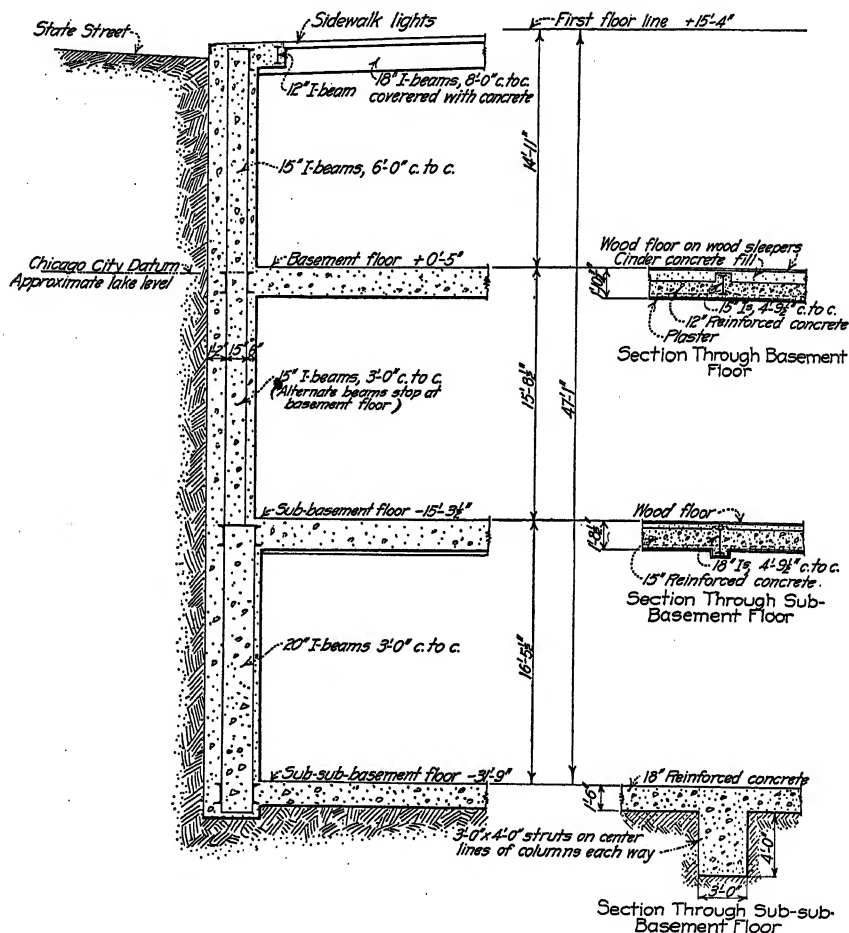 State Street
Sidewalk lights
First floor line +15'-4"
12" I-beam
18" I-beams, 8'-0" c. to c.
coverered with concrete
15" I-beams, 6'-0" c. to c.
14'-11"
Chicago City Datum
Approximate lake level
Basement floor +0'-5"
Wood floor on wood sleepers
Cinder concrete fill
15" Is, 4'-9½" c. to c.
12" Reinforced concrete
Plaster
Section Through Basement
Floor
15" 
15" I-beams, 3'-0" c. to c.
(Alternate beams stop at
basement floor)
15'-8½"
47'-1"
Sub-basement floor -15'-3½"
Wood floor
1'-8½"
18" Is, 4'-9½" c. to c.
15" Reinforced concrete.
Section Through Sub-
Basement Floor
20" I-beams 3'-0" c. to c.
16'-5½"
Sub-sub-basement floor -31'-9"
18" Reinforced concrete
1'-6"
3'-0" x 4'-0" struts on center
lines of columns each way
4'-0"
3'-0"
Section Through Sub-sub-
Basement Floor